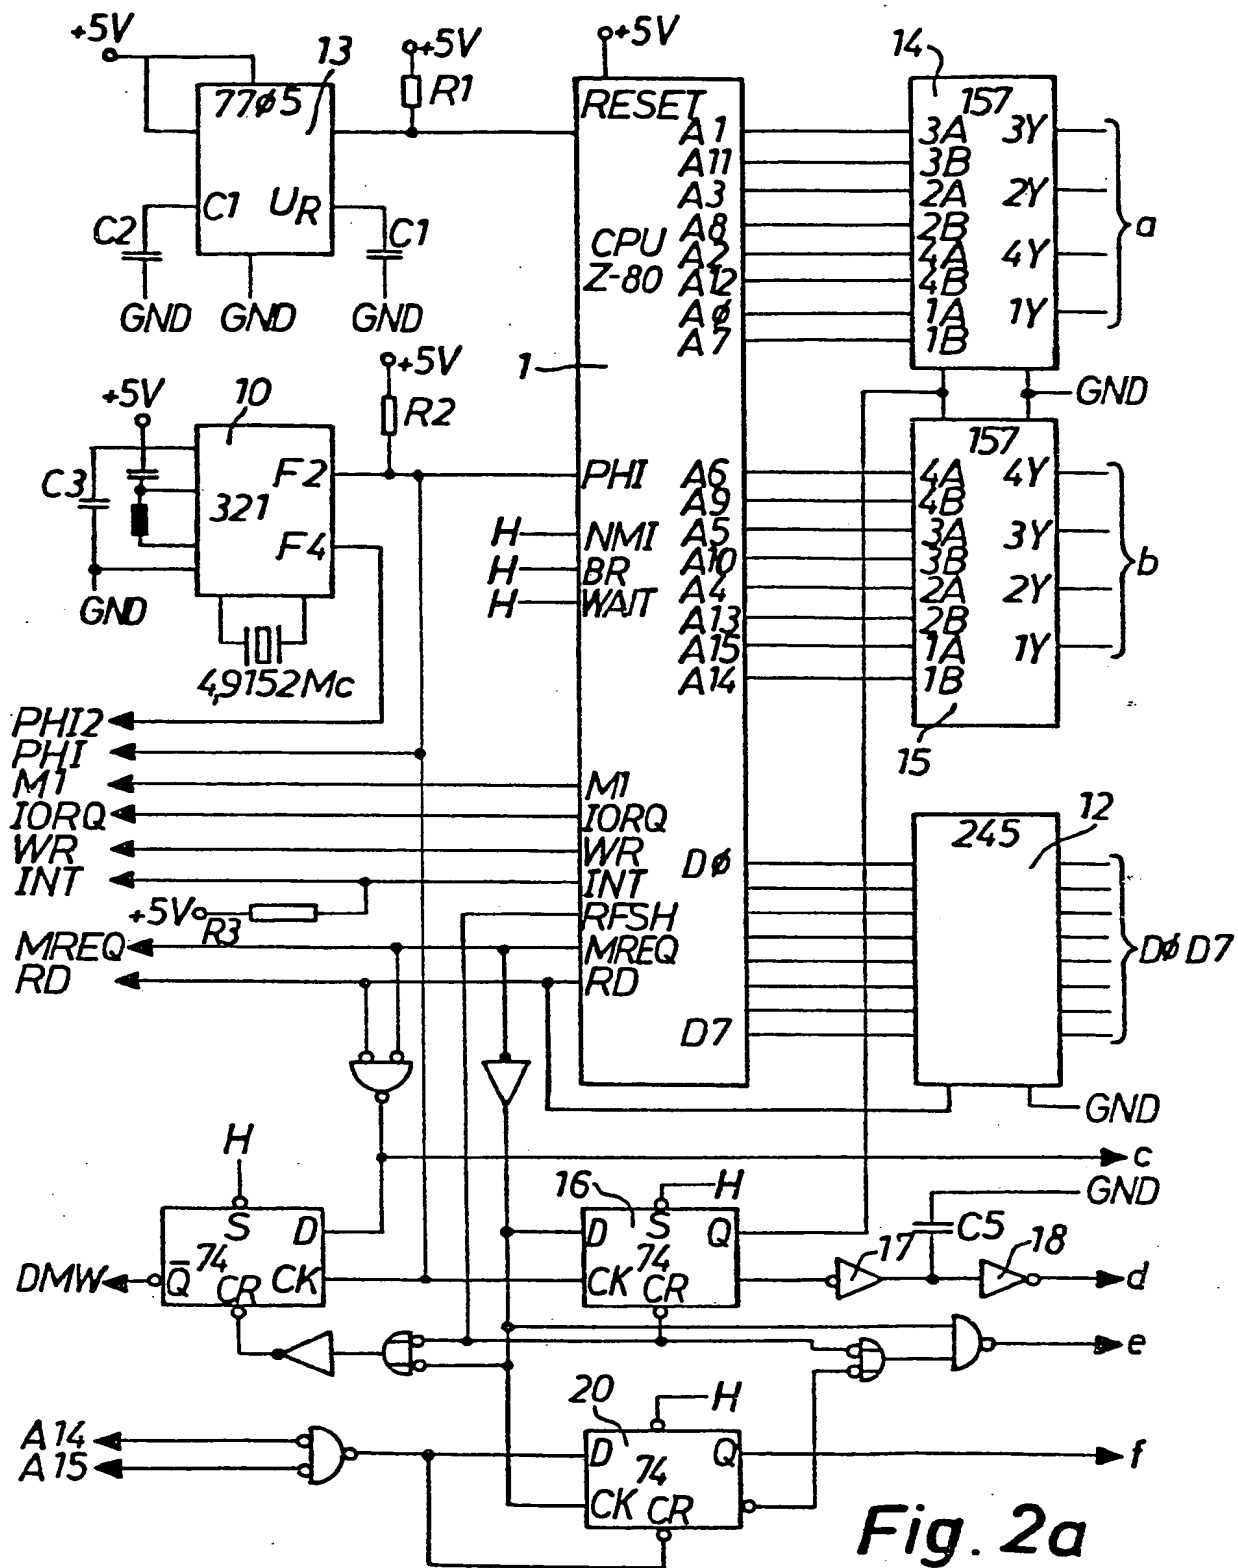 +5V
13
+5V
77ø5
R1
C1
UR
C2
C1
GND
GND
GND
+5V
RESET
CPU
Z-80
1
A1
A11
A3
A8
A2
A12
Aø
A7
14
157
3A
3B
2A
2B
4A
4B
1A
1B
3Y
2Y
4Y
1Y
a
GND
+5V
10
+5V
R2
C3
321
F2
F4
GND
4,9152Mc
PHI
H
NMI
H
BR
H
WAIT
A6
A9
A5
A10
A4
A13
A15
A14
157
4A
4B
3A
3B
2A
2B
1A
1B
4Y
3Y
2Y
1Y
b
15
PHI2
PHI
M1
IORQ
WR
INT
+5V
R3
MREQ
RD
M1
IORQ
WR
INT
RFSH
MREQ
RD
Dø
D7
245
12
Dø D7
GND
c
H
S
D
74
Q̅
CR
CK
DMW
16
H
S
D
Q
74
CK
CR
GND
C5
17
18
d
e
20
H
D
Q
74
CK
CR
f
A14
A15
Fig. 2a